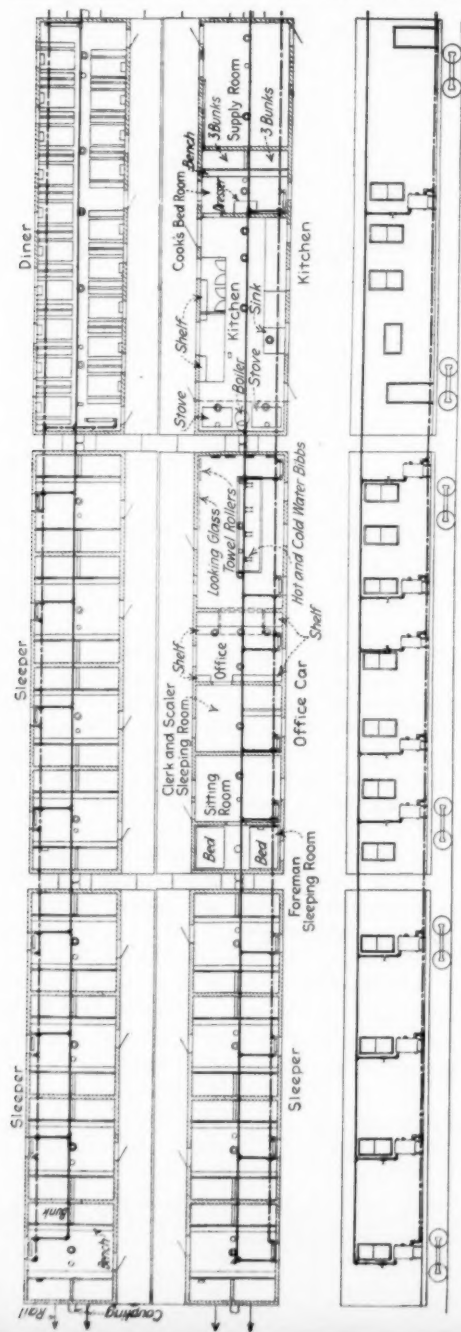 Sleeper
Sleeper
Diner
Bunk
Bench
Rail
Coupling
Sleeper
Foreman
Sleeping Room
Bed
Bed
Sitting
Room
Clerk and Scaler
Sleeping Room
Office
Shelf
Shelf
Office Car
Looking Glass
Towel Rollers
Hot and Cold Water Bibbs
Stove
Boiler
Stove
Shelf
Kitchen
Sink
Cook's Bed Room
Bench
3 Bunks
Supply Room
3 Bunks
Kitchen